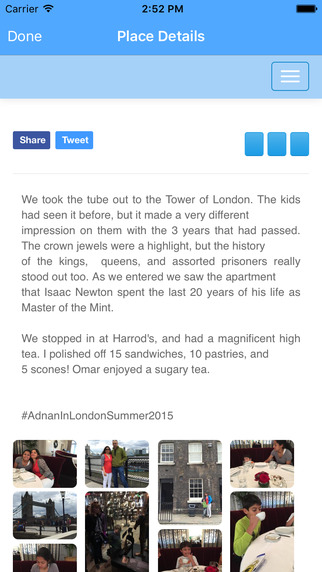 Carrier 2:52 PM
Done Place Details
Share Tweet
We took the tube out to the Tower of London. The kids
had seen it before, but it made a very different
impression on them with the 3 years that had passed.
The crown jewels were a highlight, but the history
of the kings, queens, and assorted prisoners really
stood out too. As we entered we saw the apartment
that Isaac Newton spent the last 20 years of his life as
Master of the Mint.
We stopped in at Harrod's, and had a magnificent high
tea. I polished off 15 sandwiches, 10 pastries, and
5 scones! Omar enjoyed a sugary tea.
#AdnanInLondonSummer2015